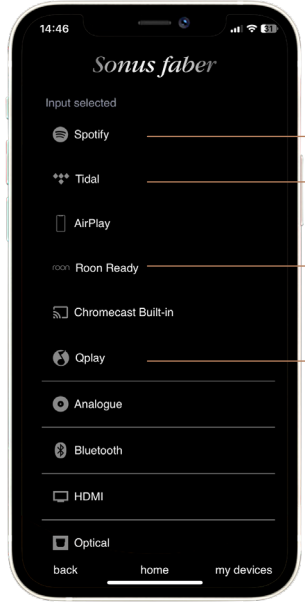 14:46
31
Sonus faber
Input selected
Spotify
Tidal
AirPlay
roon Roon Ready
Chromecast Built-in
Qplay
Analogue
Bluetooth
HDMI
Optical
back home my devices